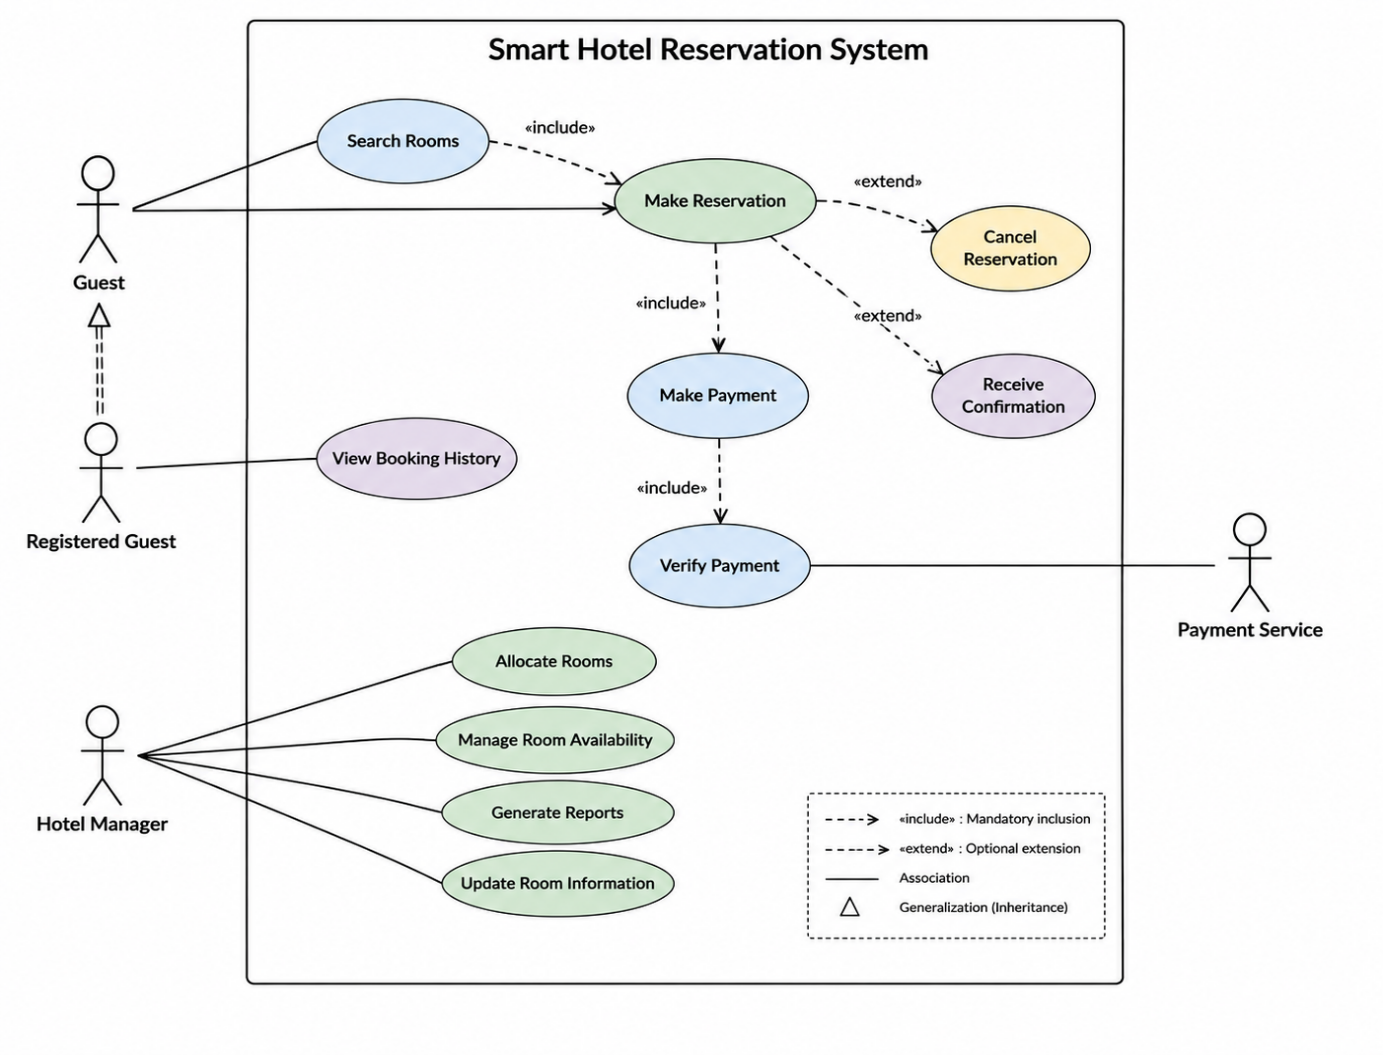 Smart Hotel Reservation System
Search Rooms
«include»
Make Reservation
«extend»
Cancel
Reservation
Guest
«include»
«extend»
Make Payment
Receive
Confirmation
View Booking History
«include»
Registered Guest
Verify Payment
Payment Service
Allocate Rooms
Manage Room Availability
Hotel Manager
Generate Reports
Update Room Information
«include» : Mandatory inclusion
«extend» : Optional extension
Association
Generalization (Inheritance)